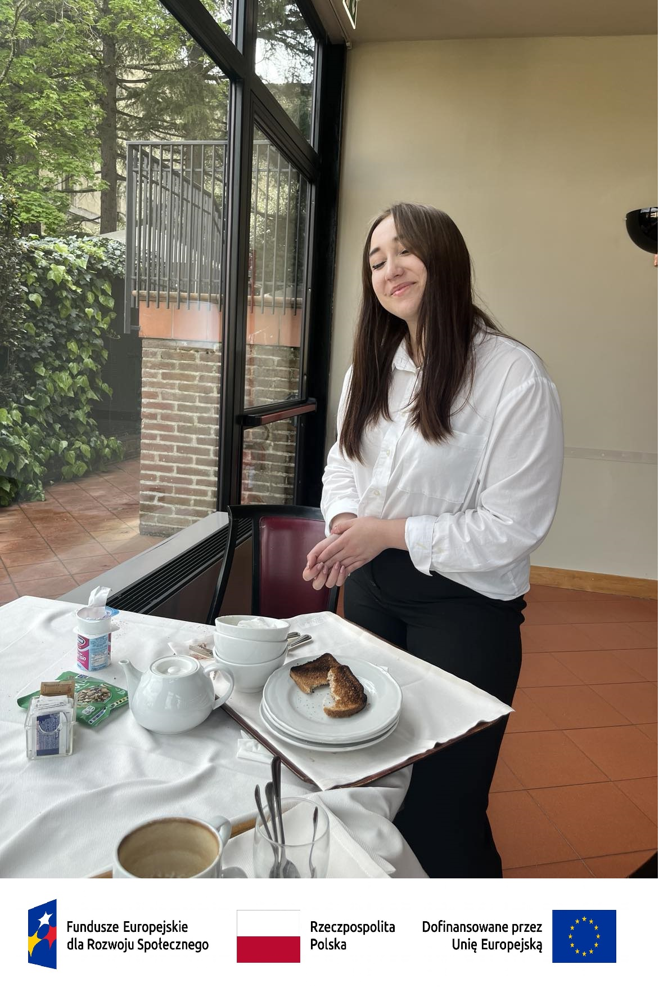 Fundusze Europejskie
dla Rozwoju Społecznego
Rzeczpospolita
Polska
Dofinansowane przez
Unię Europejską